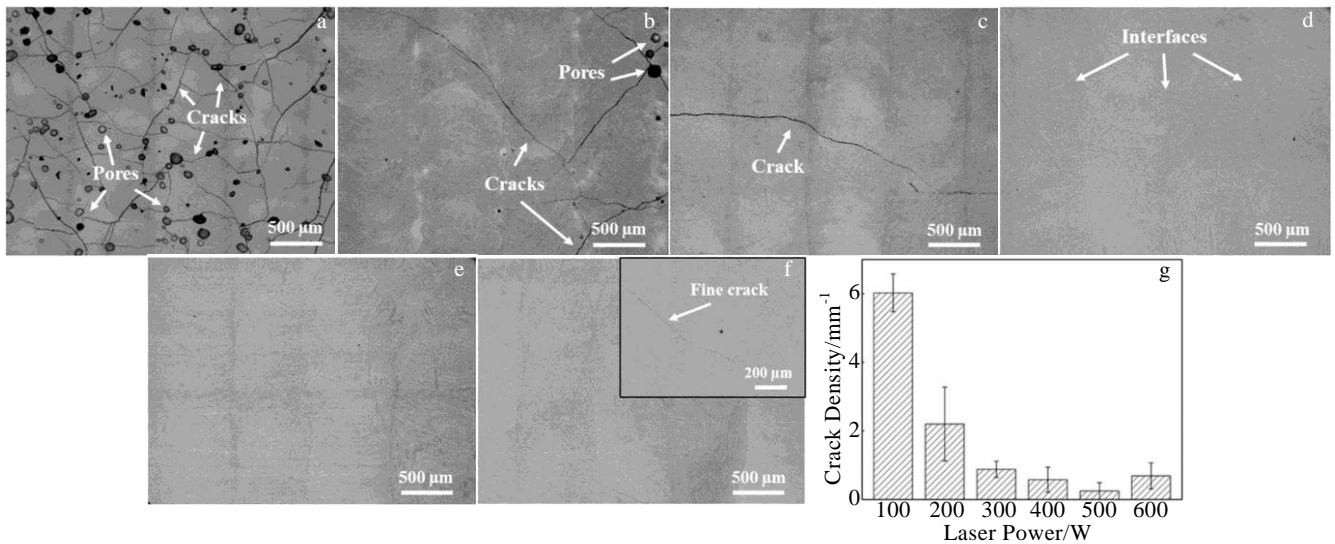 a
Cracks
Pores
500 μm
b
Pores
Cracks
500 μm
c
Crack
500 μm
d
Interfaces
500 μm
e
500 μm
f
Fine crack
200 μm
500 μm
g
Crack Density/mm⁻¹
6
4
2
0
100 200 300 400 500 600
Laser Power/W